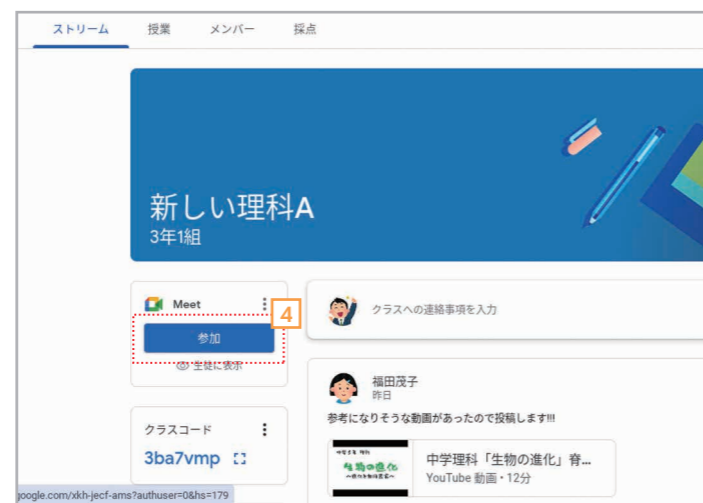 ストリーム 授業 メンバー 採点
新しい理科A
3年1組
Meet
4
参加
生徒に表示
クラスへの連絡事項を入力
福田茂子
昨日
参考になりそうな動画があったので投稿します!!!
クラスコード
3ba7vmp
生物の進化
中学理科「生物の進化」脊...
YouTube 動画・12分
google.com/xkh-jecf-ams?authuser=0&hs=179